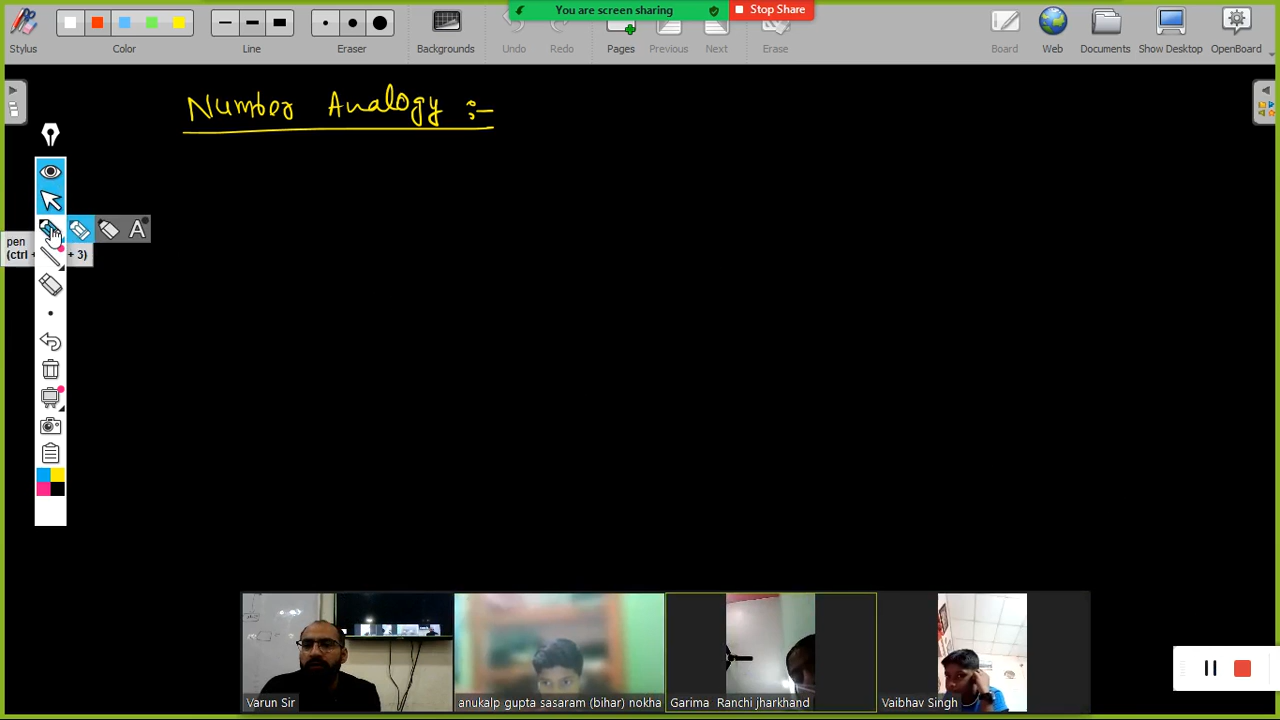 You are screen sharing
Stop Share
Stylus
Color
Line
Eraser
Backgrounds
Undo
Redo
Pages
Previous
Next
Erase
Board
Web
Documents
Show Desktop
OpenBoard
Number Analogy :-
A
pen
(ctrl + + 3)
Varun Sir
anukalp gupta sasaram (bihar) nokha
Garima Ranchi jharkhand
Vaibhav Singh